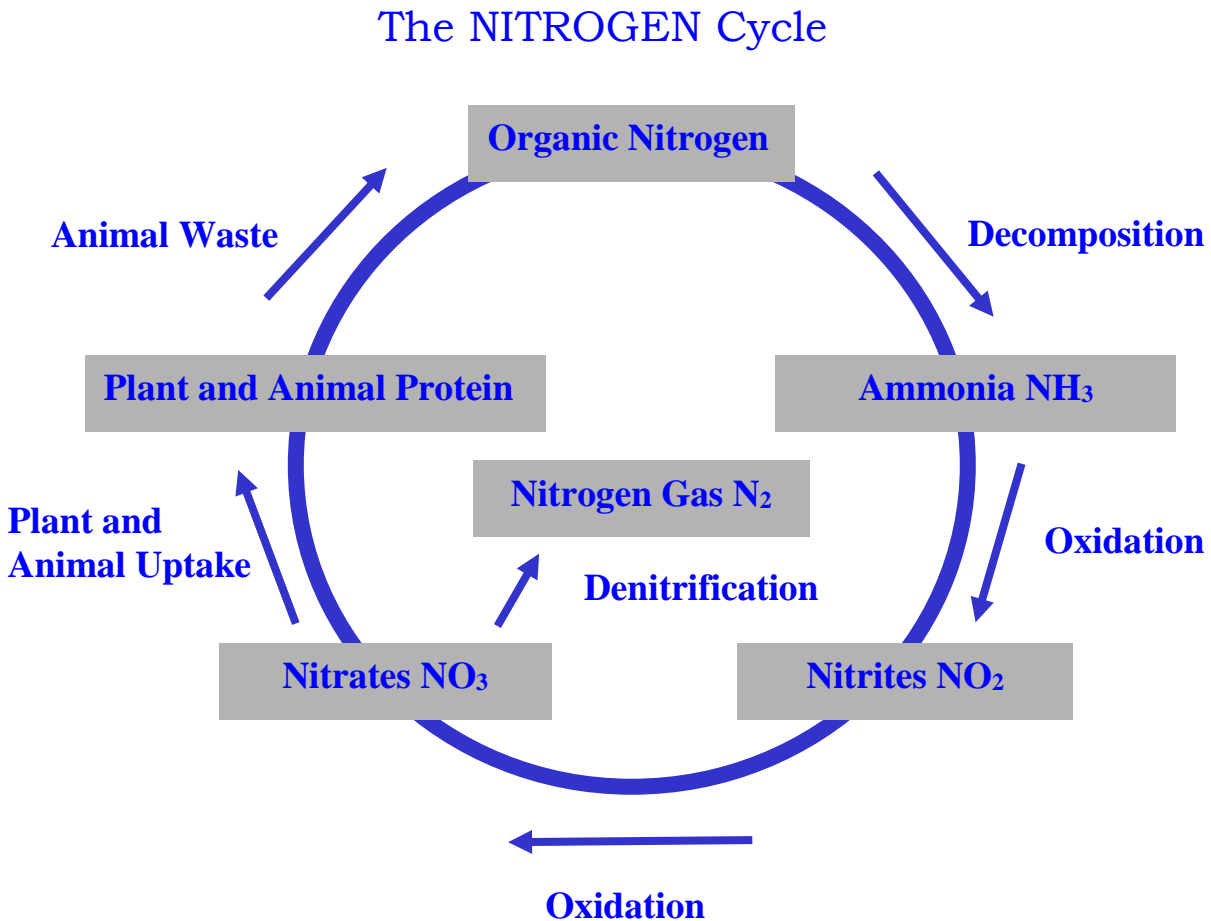 The NITROGEN Cycle
Organic Nitrogen
Animal Waste
Decomposition
Plant and Animal Protein
Ammonia NH₃
Nitrogen Gas N₂
Plant and
Animal Uptake
Oxidation
Denitrification
Nitrates NO₃
Nitrites NO₂
Oxidation